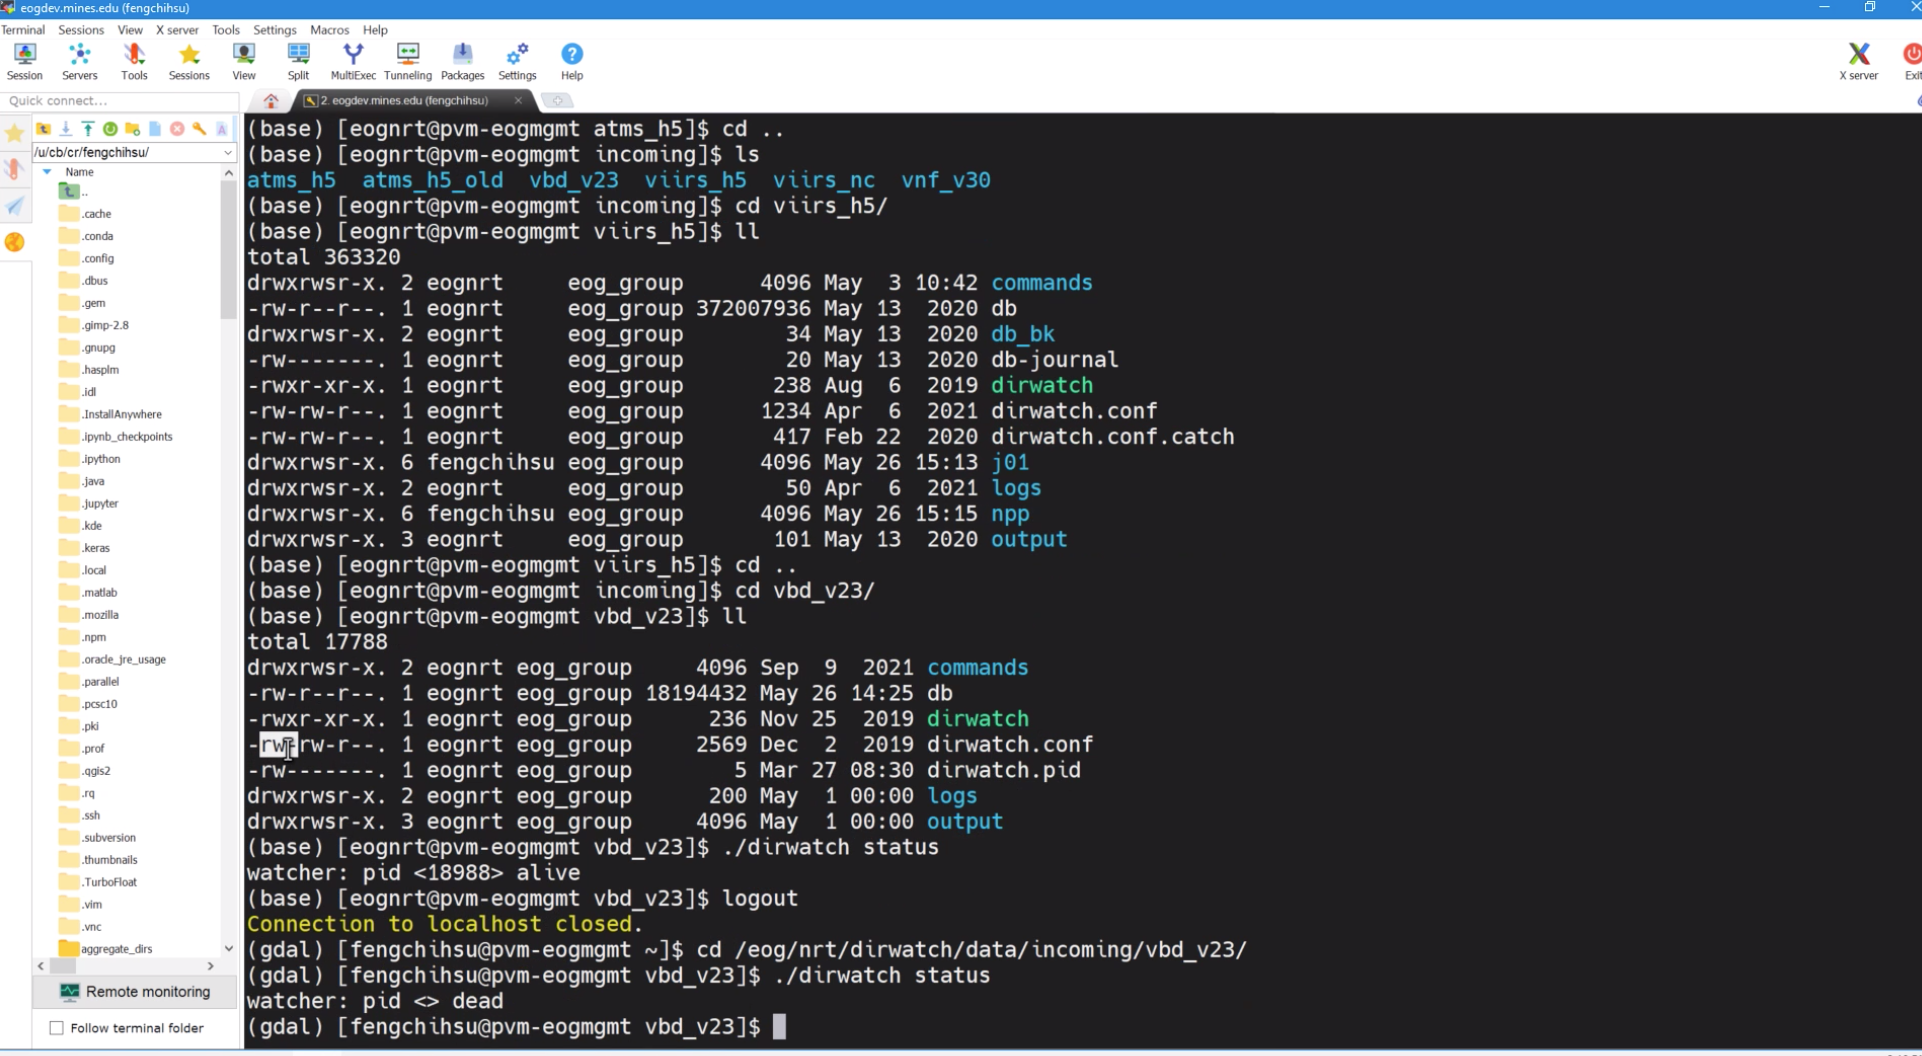 eogdev.mines.edu (fengchihsu)
Terminal Sessions View X server Tools Settings Macros Help
Session Servers Tools Sessions View Split MultiExec Tunneling Packages Settings Help X server Exit
Quick connect...
2. eogdev.mines.edu (fengchihsu)
/u/cb/cr/fengchihsu/
Name
..
.cache
.conda
.config
.dbus
.gem
.gimp-2.8
.gnupg
.hasplm
.idl
.InstallAnywhere
.ipynb_checkpoints
.ipython
.java
.jupyter
.kde
.keras
.local
.matlab
.mozilla
.npm
.oracle_jre_usage
.parallel
.pcsc10
.pki
.prof
.qgis2
.rq
.ssh
.subversion
.thumbnails
.TurboFloat
.vim
.vnc
aggregate_dirs
Remote monitoring
Follow terminal folder
(base) [eognrt@pvm-eogmgmt atms_h5]$ cd ..
(base) [eognrt@pvm-eogmgmt incoming]$ ls
atms_h5 atms_h5_old vbd_v23 viirs_h5 viirs_nc vnf_v30
(base) [eognrt@pvm-eogmgmt incoming]$ cd viirs_h5/
(base) [eognrt@pvm-eogmgmt viirs_h5]$ ll
total 363320
drwxrwsr-x. 2 eognrt eog_group 4096 May 3 10:42 commands
-rw-r--r--. 1 eognrt eog_group 372007936 May 13 2020 db
drwxrwsr-x. 2 eognrt eog_group 34 May 13 2020 db_bk
-rw-------. 1 eognrt eog_group 20 May 13 2020 db-journal
-rwxr-xr-x. 1 eognrt eog_group 238 Aug 6 2019 dirwatch
-rw-rw-r--. 1 eognrt eog_group 1234 Apr 6 2021 dirwatch.conf
-rw-rw-r--. 1 eognrt eog_group 417 Feb 22 2020 dirwatch.conf.catch
drwxrwsr-x. 6 fengchihsu eog_group 4096 May 26 15:13 j01
drwxrwsr-x. 2 eognrt eog_group 50 Apr 6 2021 logs
drwxrwsr-x. 6 fengchihsu eog_group 4096 May 26 15:15 npp
drwxrwsr-x. 3 eognrt eog_group 101 May 13 2020 output
(base) [eognrt@pvm-eogmgmt viirs_h5]$ cd ..
(base) [eognrt@pvm-eogmgmt incoming]$ cd vbd_v23/
(base) [eognrt@pvm-eogmgmt vbd_v23]$ ll
total 17788
drwxrwsr-x. 2 eognrt eog_group 4096 Sep 9 2021 commands
-rw-r--r--. 1 eognrt eog_group 18194432 May 26 14:25 db
-rwxr-xr-x. 1 eognrt eog_group 236 Nov 25 2019 dirwatch
-rw-rw-r--. 1 eognrt eog_group 2569 Dec 2 2019 dirwatch.conf
-rw-------. 1 eognrt eog_group 5 Mar 27 08:30 dirwatch.pid
drwxrwsr-x. 2 eognrt eog_group 200 May 1 00:00 logs
drwxrwsr-x. 3 eognrt eog_group 4096 May 1 00:00 output
(base) [eognrt@pvm-eogmgmt vbd_v23]$ ./dirwatch status
watcher: pid <18988> alive
(base) [eognrt@pvm-eogmgmt vbd_v23]$ logout
Connection to localhost closed.
(gdal) [fengchihsu@pvm-eogmgmt ~]$ cd /eog/nrt/dirwatch/data/incoming/vbd_v23/
(gdal) [fengchihsu@pvm-eogmgmt vbd_v23]$ ./dirwatch status
watcher: pid <> dead
(gdal) [fengchihsu@pvm-eogmgmt vbd_v23]$